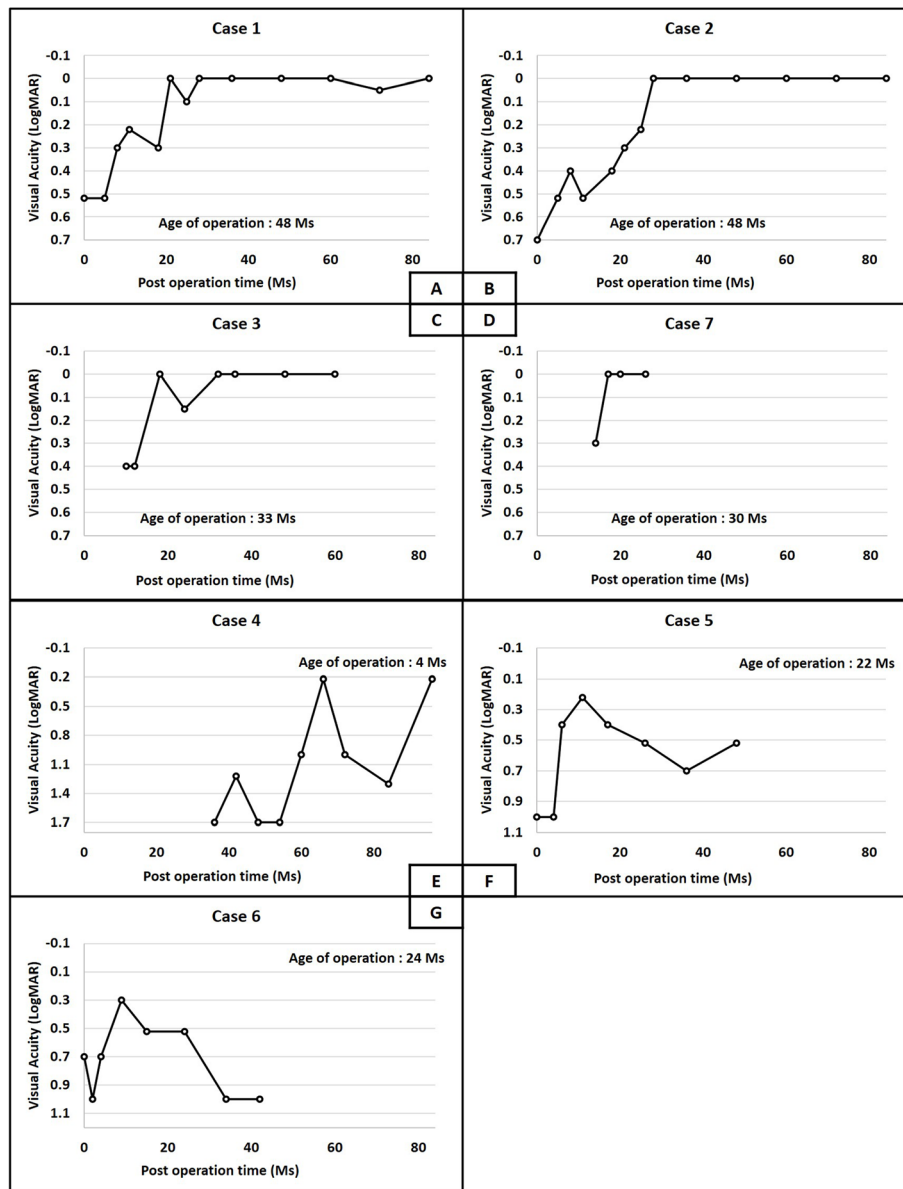 Case 1
-0.1
0
0.1
0.2
0.3
0.4
0.5
0.6
0.7
Visual Acuity (LogMAR)
Age of operation : 48 Ms
0 20 40 60 80
Post operation time (Ms)
Case 2
-0.1
0
0.1
0.2
0.3
0.4
0.5
0.6
0.7
Visual Acuity (LogMAR)
Age of operation : 48 Ms
0 20 40 60 80
Post operation time (Ms)
A B
C D
Case 3
-0.1
0
0.1
0.2
0.3
0.4
0.5
0.6
0.7
Visual Acuity (LogMAR)
Age of operation : 33 Ms
0 20 40 60 80
Post operation time (Ms)
Case 7
-0.1
0
0.1
0.2
0.3
0.4
0.5
0.6
0.7
Visual Acuity (LogMAR)
Age of operation : 30 Ms
0 20 40 60 80
Post operation time (Ms)
Case 4
Age of operation : 4 Ms
-0.1
0.2
0.5
0.8
1.1
1.4
1.7
Visual Acuity (LogMAR)
0 20 40 60 80
Post operation time (Ms)
Case 5
Age of operation : 22 Ms
-0.1
0.1
0.3
0.5
0.7
0.9
1.1
Visual Acuity (LogMAR)
0 20 40 60 80
Post operation time (Ms)
E F
G
Case 6
Age of operation : 24 Ms
-0.1
0.1
0.3
0.5
0.7
0.9
1.1
Visual Acuity (LogMAR)
0 20 40 60 80
Post operation time (Ms)